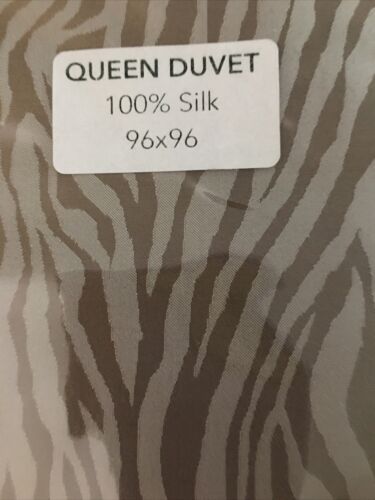 QUEEN DUVET
100% Silk
96x96